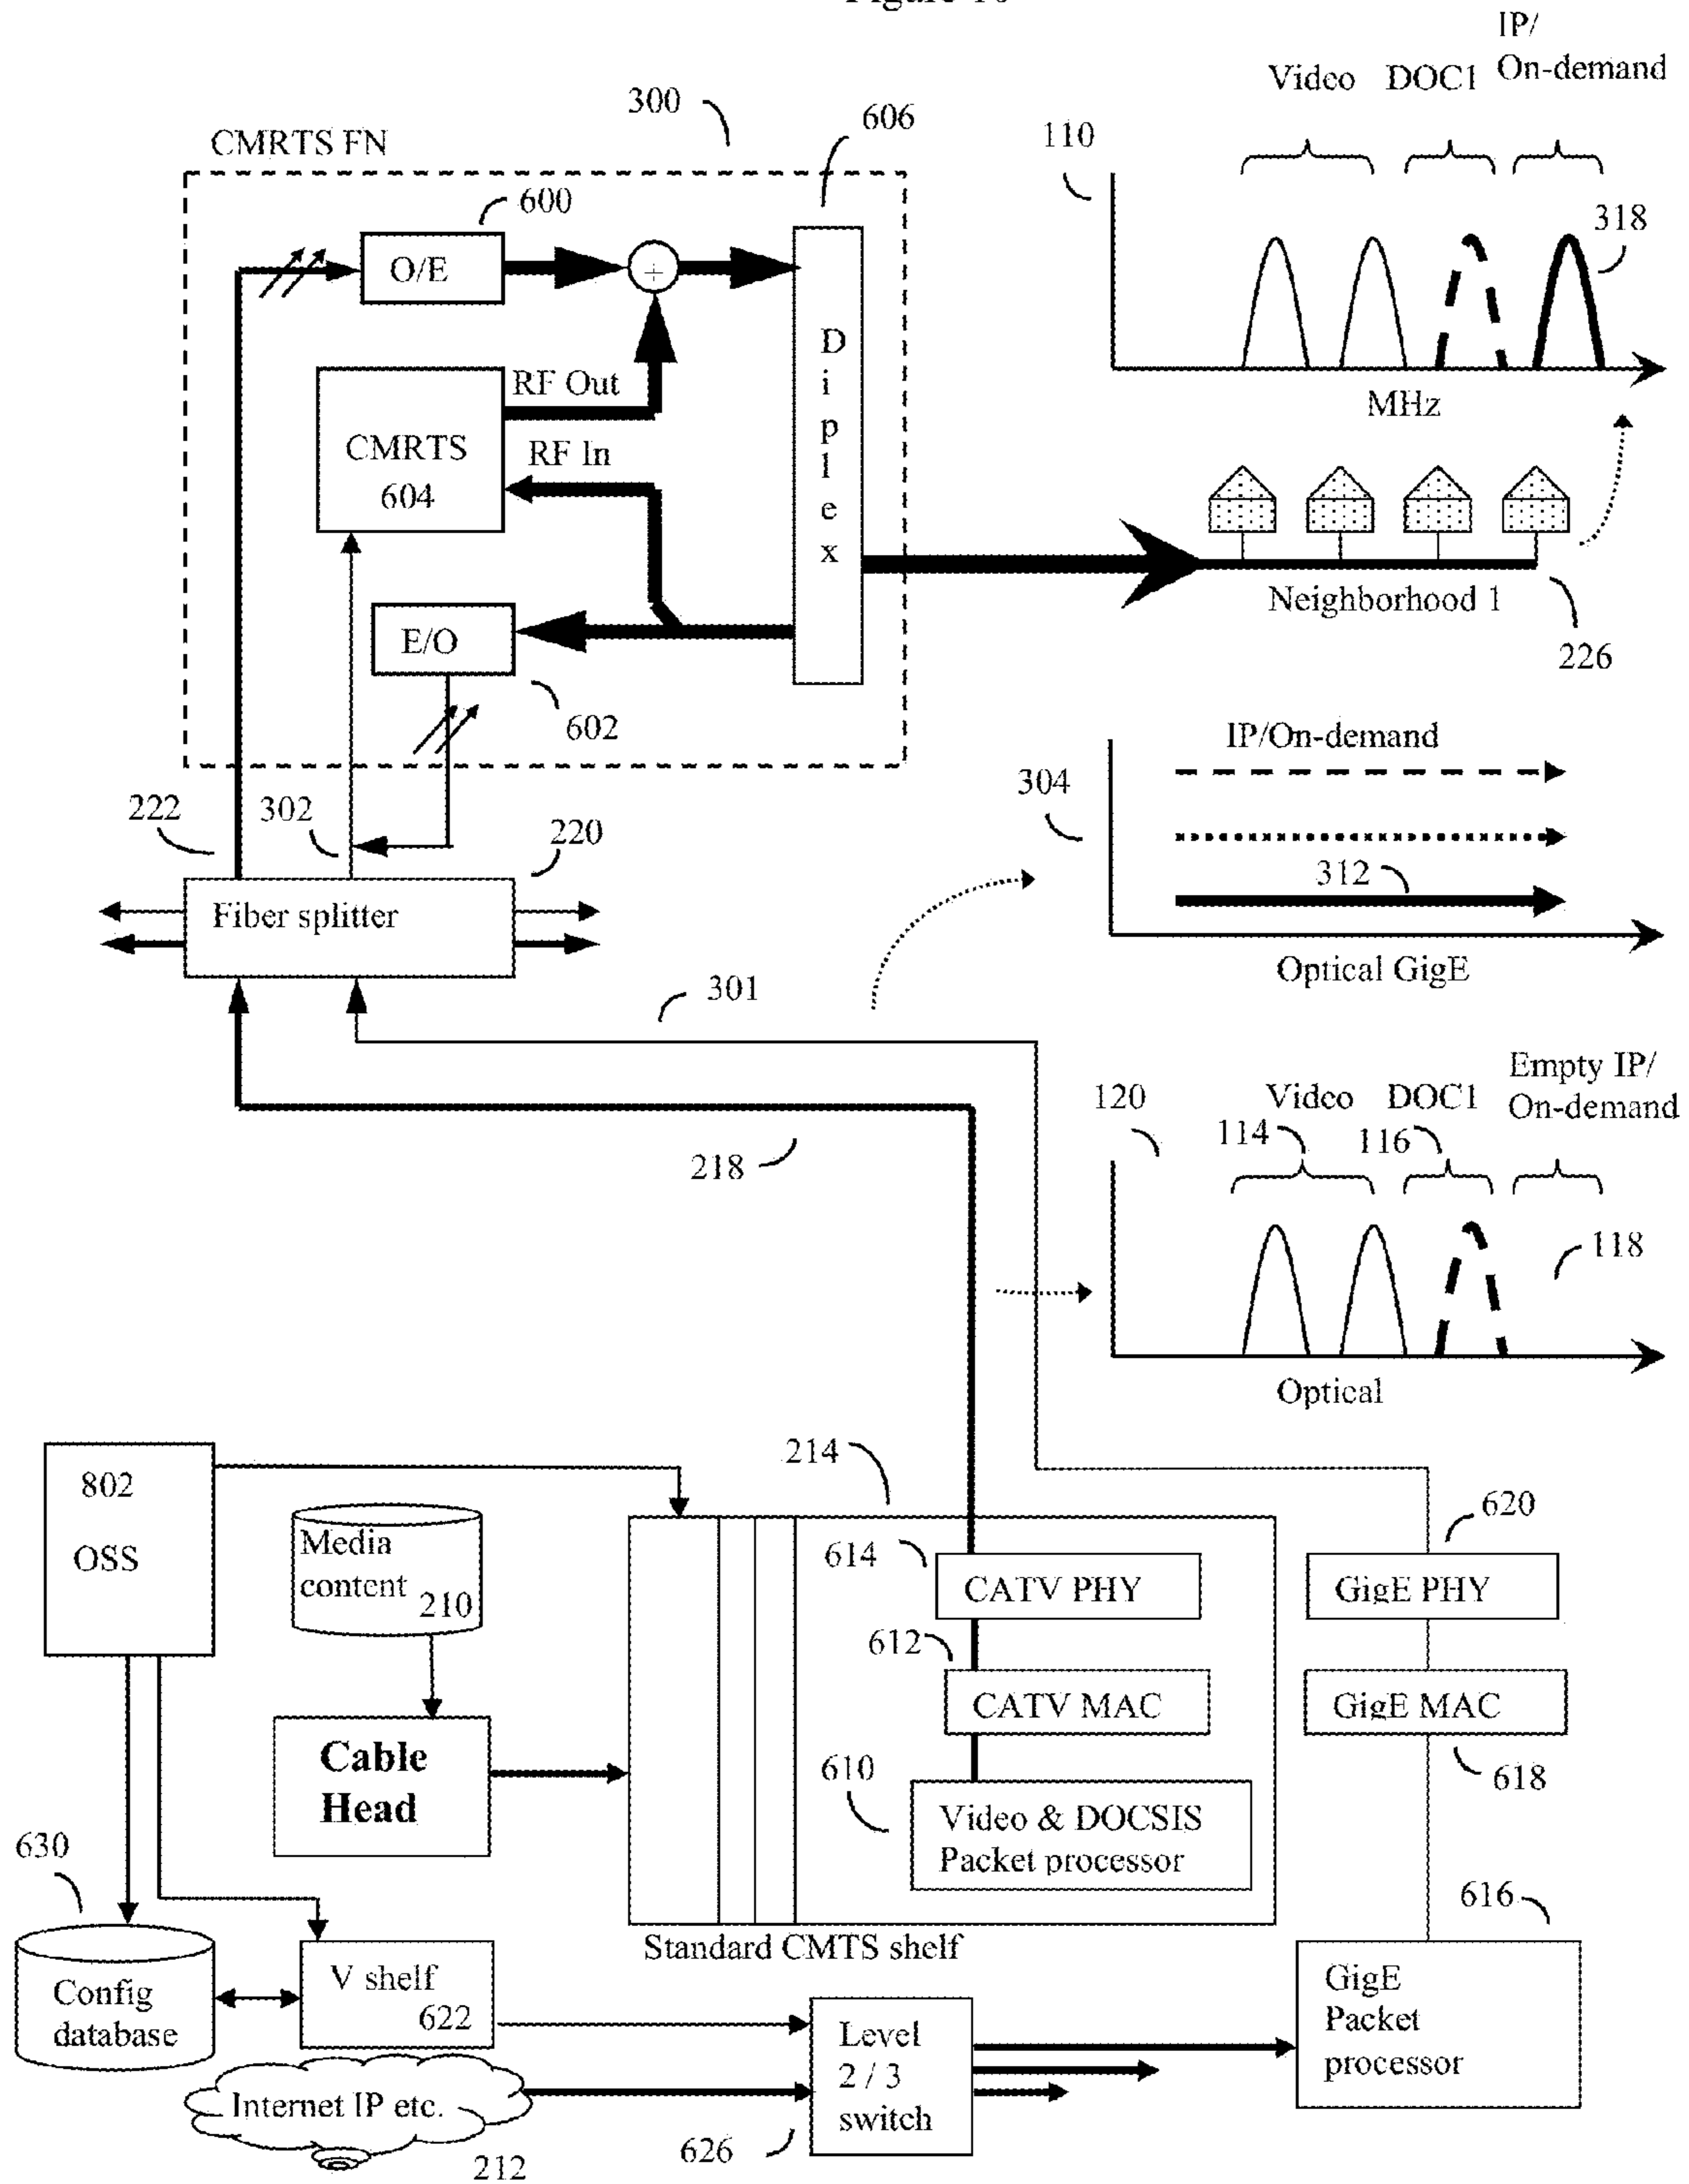 Figure 10
IP/
On-demand
Video
DOC1
300
606
110
CMRTS FN
600
318
O/E
+
Diplex
RF Out
MHz
CMRTS
604
RF In
E/O
Neighborhood 1
226
602
IP/On-demand
304
222
302
220
312
Fiber splitter
Optical GigE
301
Empty IP/
On-demand
120
Video
DOC1
114
116
218
118
Optical
214
802
OSS
620
Media
content
210
614
CATV PHY
GigE PHY
612
CATV MAC
GigE MAC
Cable
Head
610
618
Video & DOCSIS
Packet processor
630
616
Standard CMTS shelf
Config
database
V shelf
622
GigE
Packet
processor
Level
2 / 3
switch
Internet IP etc.
626
212